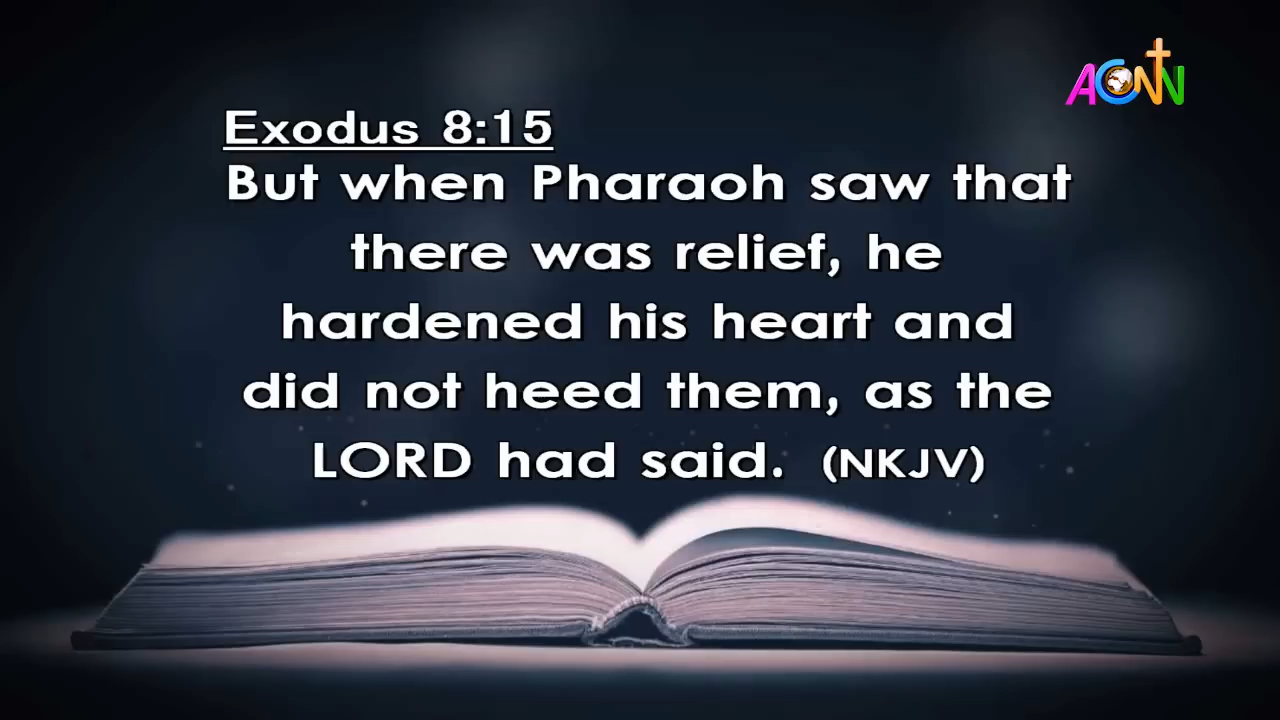 ACNN
Exodus 8:15
But when Pharaoh saw that
there was relief, he
hardened his heart and
did not heed them, as the
LORD had said. (NKJV)